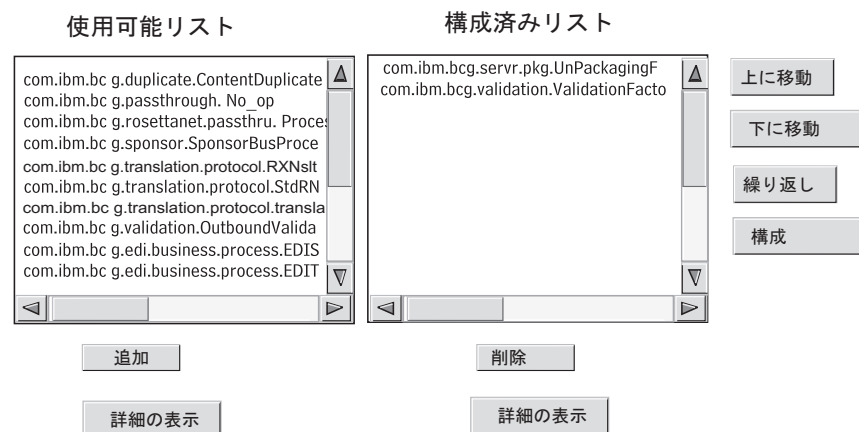 使用可能リスト
構成済みリスト
com.ibm.bc g.duplicate.ContentDuplicate
com.ibm.bc g.passthrough. No_op
com.ibm.bc g.rosettanet.passthru. Proces
com.ibm.bc g.sponsor.SponsorBusProce
com.ibm.bc g.translation.protocol.RXNslt
com.ibm.bc g.translation.protocol.StdRN
com.ibm.bc g.translation.protocol.transla
com.ibm.bc g.validation.OutboundValida
com.ibm.bc g.edi.business.process.EDIS
com.ibm.bc g.edi.business.process.EDIT
com.ibm.bcg.servr.pkg.UnPackagingF
com.ibm.bcg.validation.ValidationFacto
上に移動
下に移動
繰り返し
構成
追加
削除
詳細の表示
詳細の表示